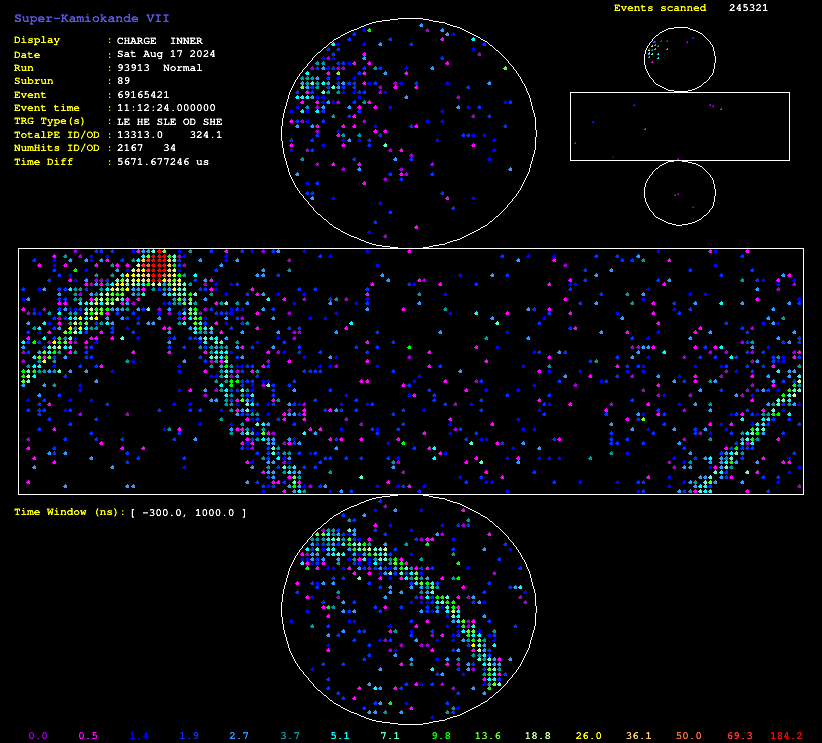 Super-Kamiokande VII
Display : CHARGE INNER
Date : Sat Aug 17 2024
Run : 93913 Normal
Subrun : 89
Event : 69165421
Event time : 11:12:24.000000
TRG Type(s) : LE HE SLE OD SHE
TotalPE ID/OD : 13313.0 324.1
NumHits ID/OD : 2167 34
Time Diff : 5671.677246 us
Events scanned 245321
Time Window (ns): [ -300.0, 1000.0 ]
0.0 0.5 1.4 1.9 2.7 3.7 5.1 7.1 9.8 13.6 18.8 26.0 36.1 50.0 69.3 184.2